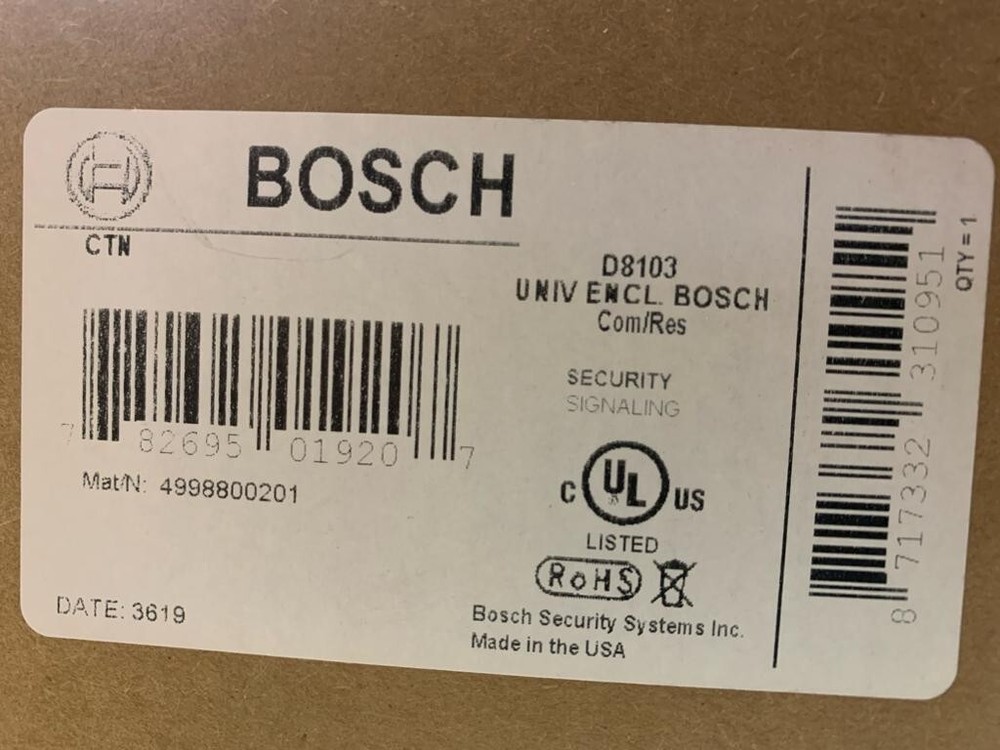 BOSCH
CTN
D8103
UNIV ENCL. BOSCH
Com/Res
SECURITY
SIGNALING
7 82695 01920 7
Mat/N: 4998800201
C UL US
®
LISTED
RoHS
DATE: 3619
Bosch Security Systems Inc.
Made in the USA
8 717332 310951
QTY = 1